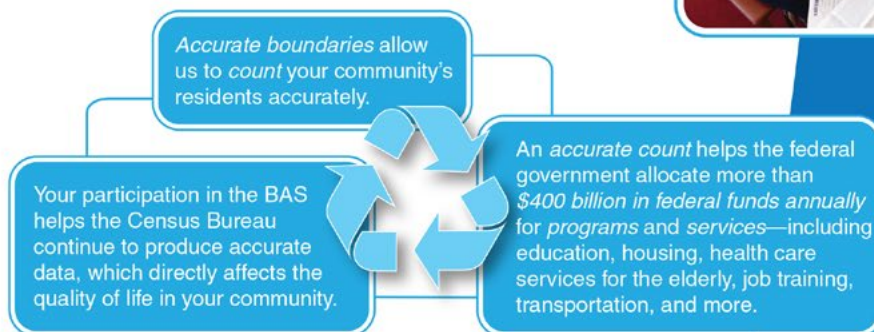 Accurate boundaries allow
us to count your community's
residents accurately.
An accurate count helps the federal
government allocate more than
$400 billion in federal funds annually
for programs and services—including
education, housing, health care
services for the elderly, job training,
transportation, and more.
Your participation in the BAS
helps the Census Bureau
continue to produce accurate
data, which directly affects the
quality of life in your community.